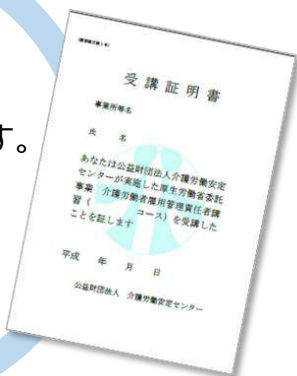 す。
受講証明書
事業所等名
氏　　名
あなたは公益財団法人介護労働安定
センターが実施した厚生労働省委託
事業　介護労働者雇用管理責任者講
習（　　　　コース）を受講した
ことを証します
平成　　年　　月　　日
公益財団法人　介護労働安定センター